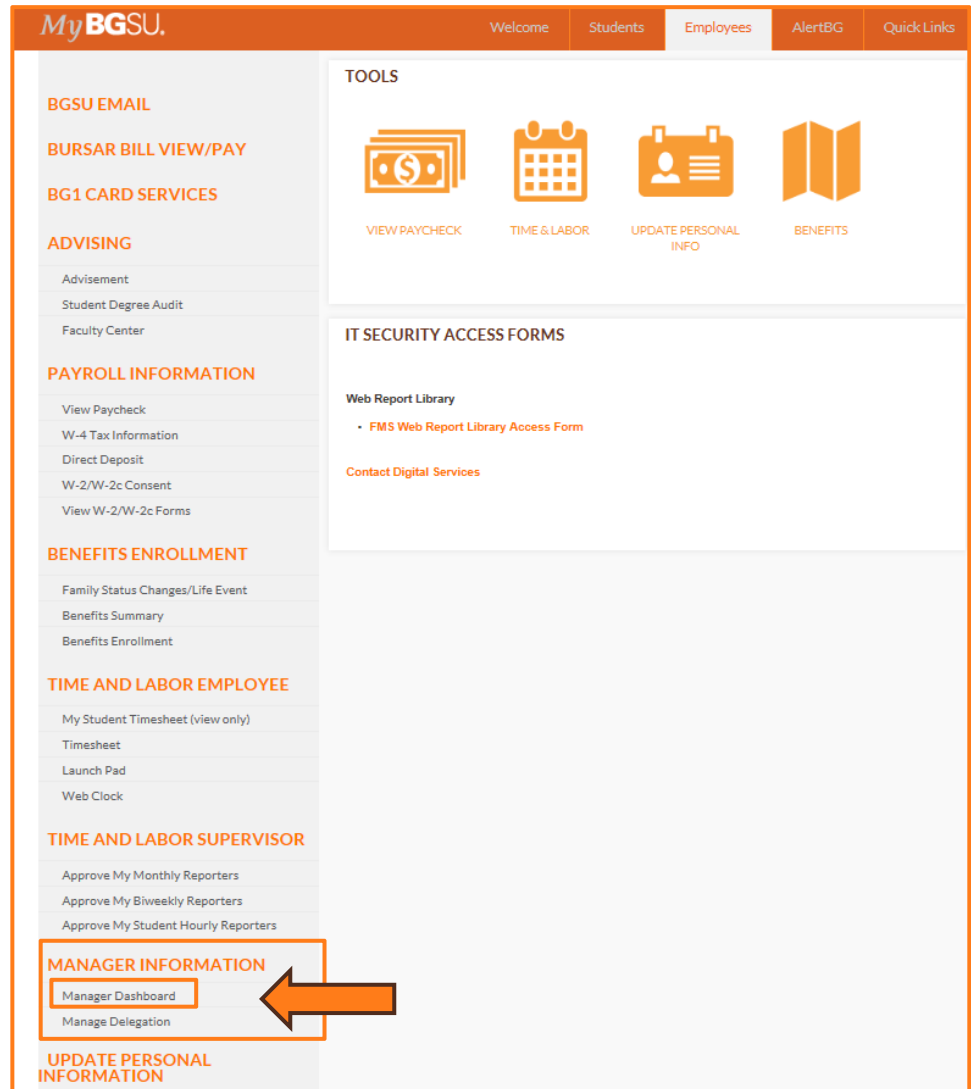 MyBGSU.
Welcome
Students
Employees
AlertBG
Quick Links
BGSU EMAIL
BURSAR BILL VIEW/PAY
BG1 CARD SERVICES
ADVISING
Advisement
Student Degree Audit
Faculty Center
PAYROLL INFORMATION
View Paycheck
W-4 Tax Information
Direct Deposit
W-2/W-2c Consent
View W-2/W-2c Forms
BENEFITS ENROLLMENT
Family Status Changes/Life Event
Benefits Summary
Benefits Enrollment
TIME AND LABOR EMPLOYEE
My Student Timesheet (view only)
Timesheet
Launch Pad
Web Clock
TIME AND LABOR SUPERVISOR
Approve My Monthly Reporters
Approve My Biweekly Reporters
Approve My Student Hourly Reporters
MANAGER INFORMATION
Manager Dashboard
Manage Delegation
UPDATE PERSONAL
INFORMATION
TOOLS
$
VIEW PAYCHECK
TIME & LABOR
UPDATE PERSONAL
INFO
BENEFITS
IT SECURITY ACCESS FORMS
Web Report Library
• FMS Web Report Library Access Form
Contact Digital Services